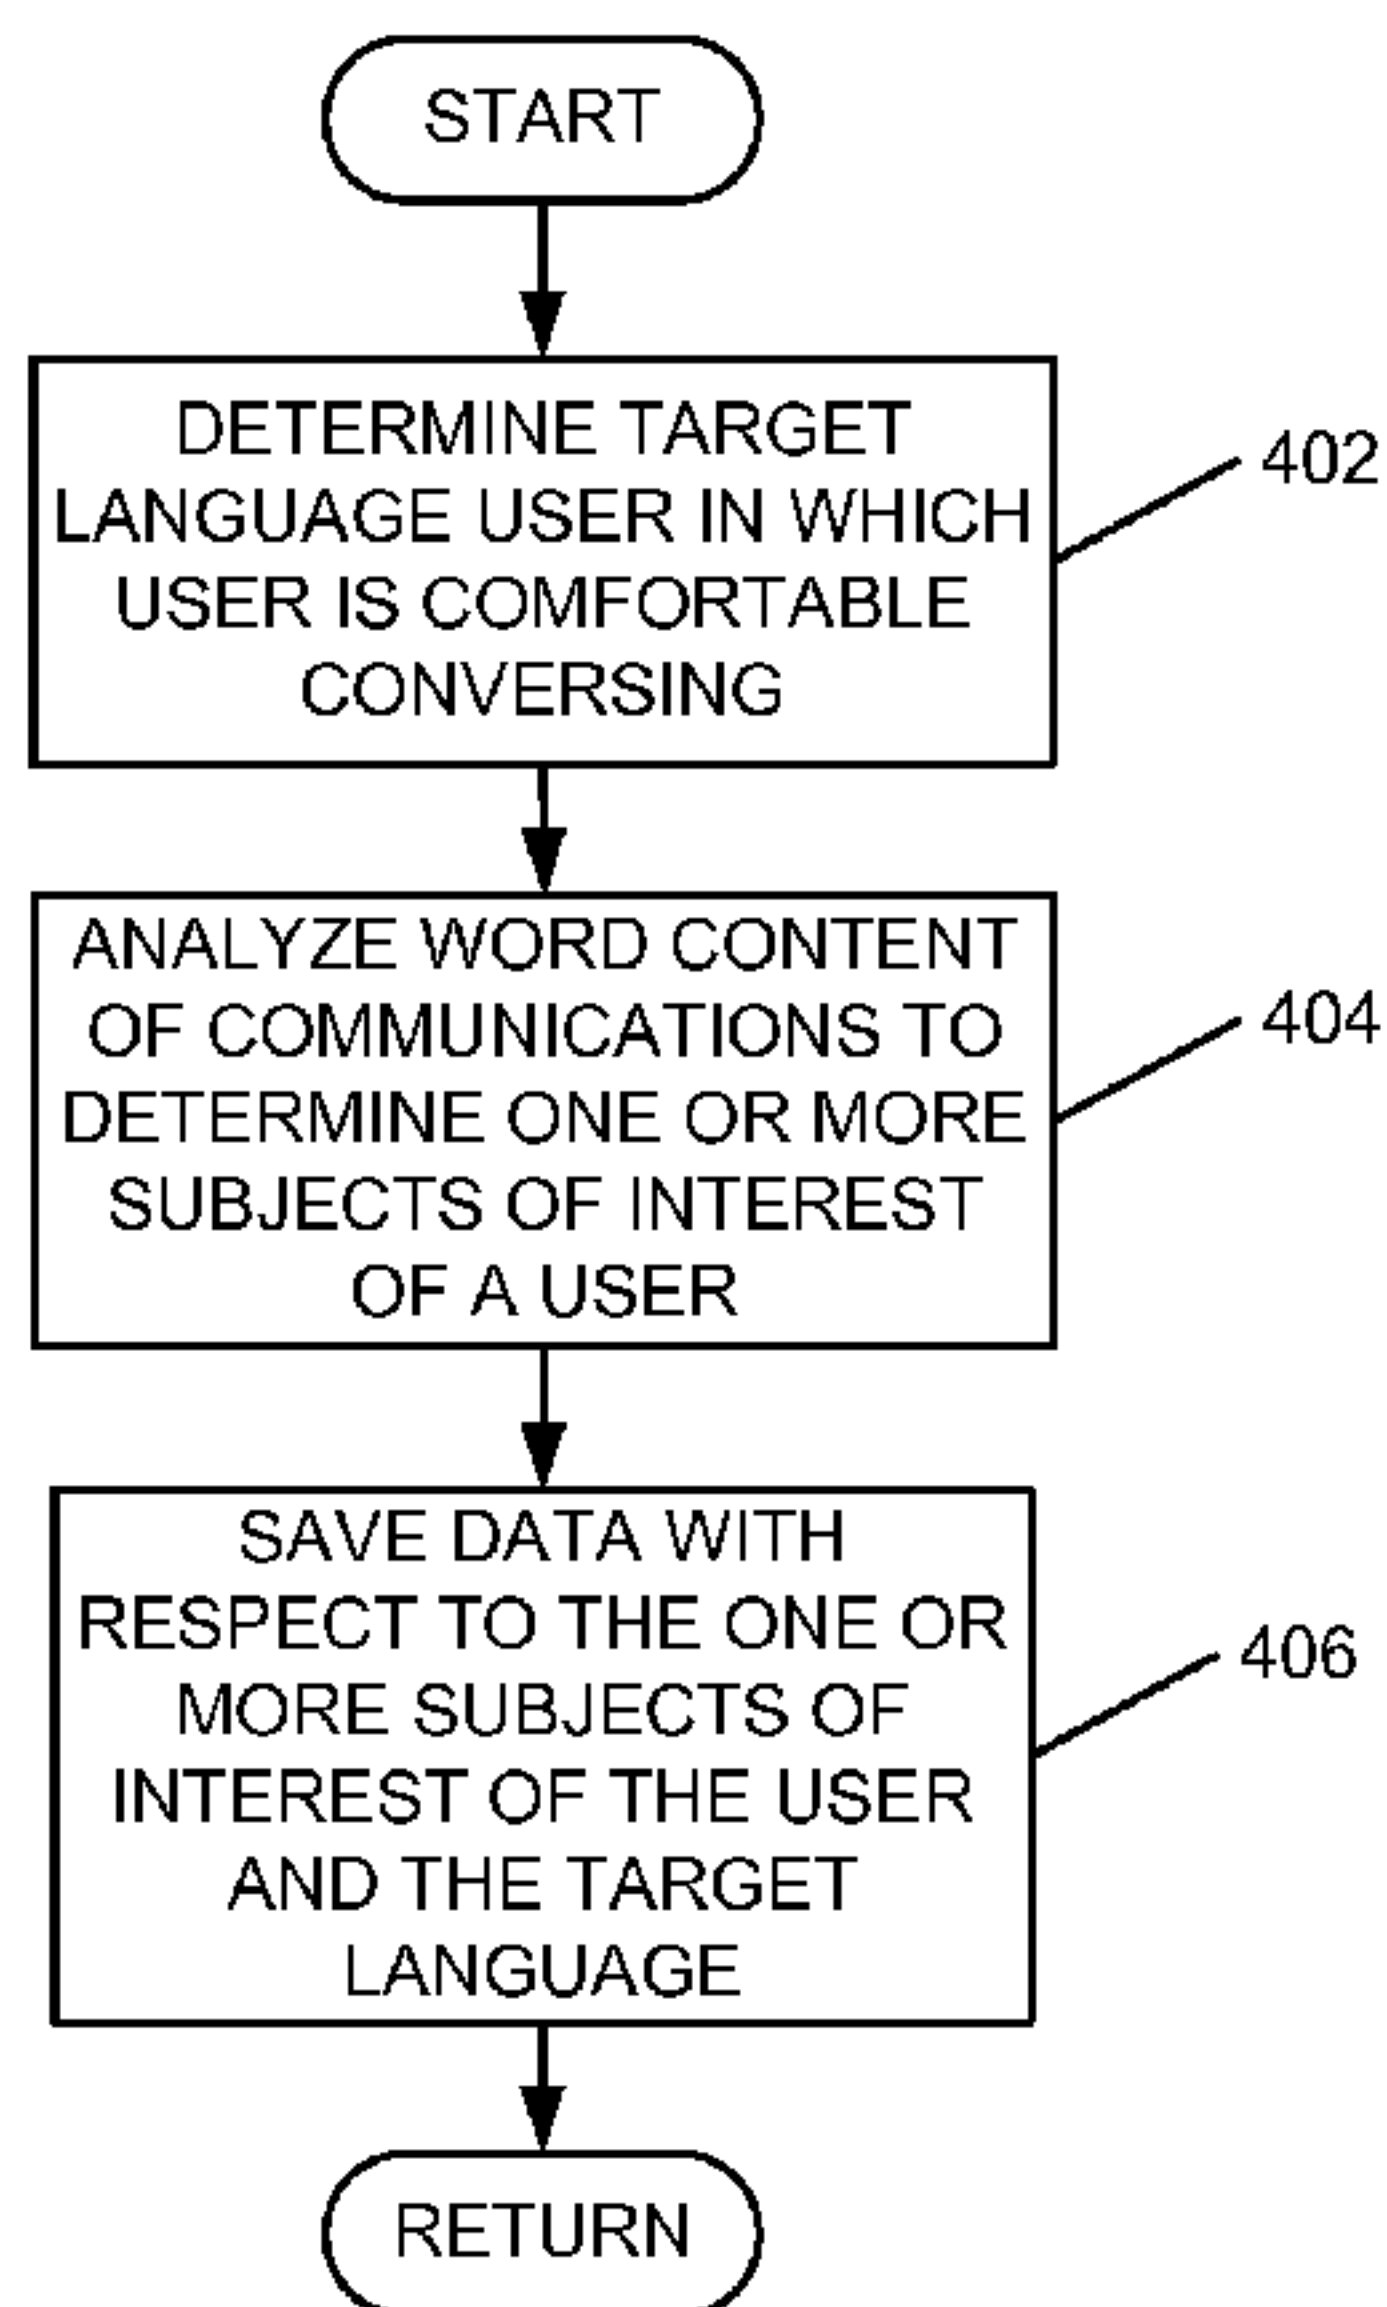 START
DETERMINE TARGET
LANGUAGE USER IN WHICH
USER IS COMFORTABLE
CONVERSING
402
ANALYZE WORD CONTENT
OF COMMUNICATIONS TO
DETERMINE ONE OR MORE
SUBJECTS OF INTEREST
OF A USER
404
SAVE DATA WITH
RESPECT TO THE ONE OR
MORE SUBJECTS OF
INTEREST OF THE USER
AND THE TARGET
LANGUAGE
406
RETURN